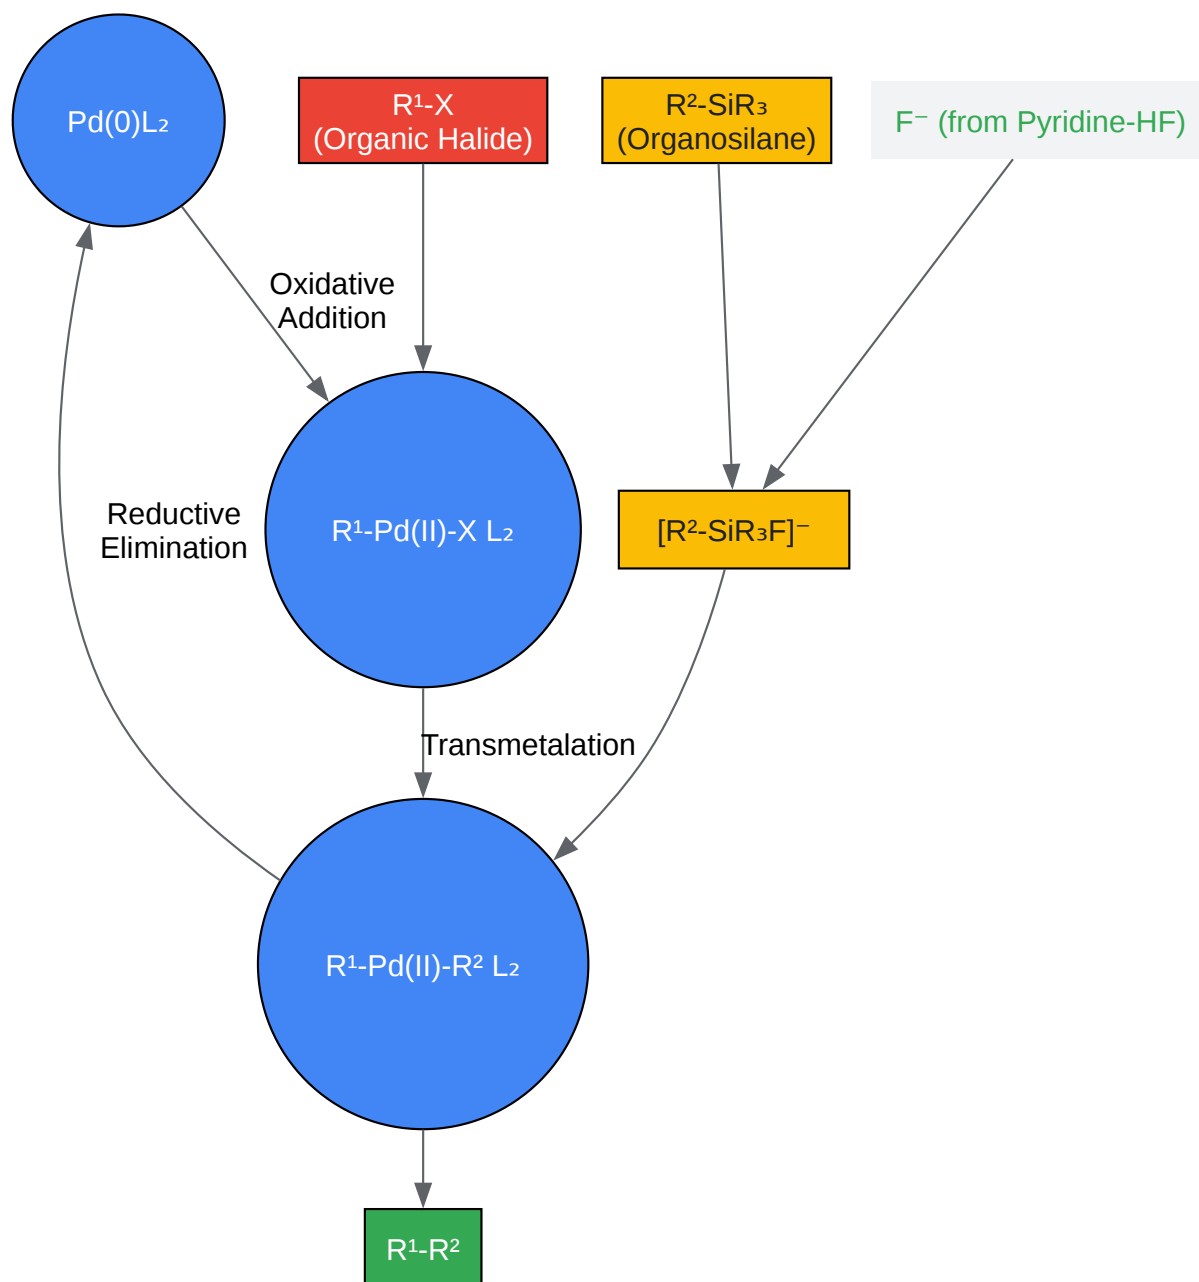 Pd(0)L₂
R¹-X
(Organic Halide)
R²-SiR₃
(Organosilane)
F⁻ (from Pyridine-HF)
Oxidative
Addition
Reductive
Elimination
R¹-Pd(II)-X L₂
[R²-SiR₃F]⁻
Transmetalation
R¹-Pd(II)-R² L₂
R¹-R²